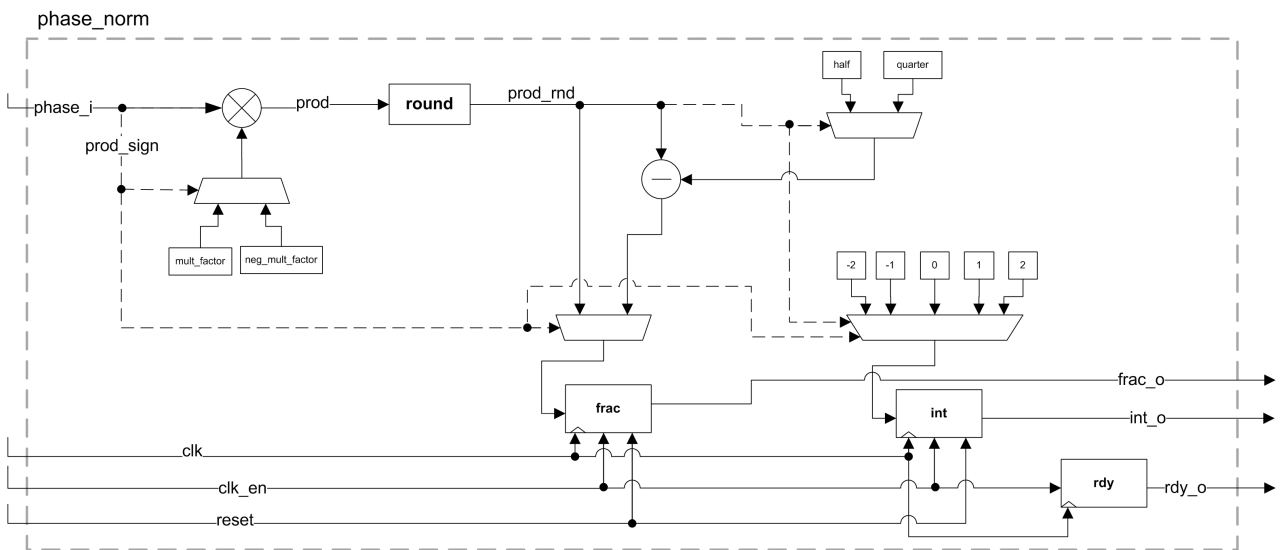 phase_norm
half
quarter
phase_i
prod
round
prod_rnd
prod_sign
mult_factor
neg_mult_factor
-2
-1
0
1
2
frac_o
frac
int
int_o
clk
clk_en
rdy
rdy_o
reset